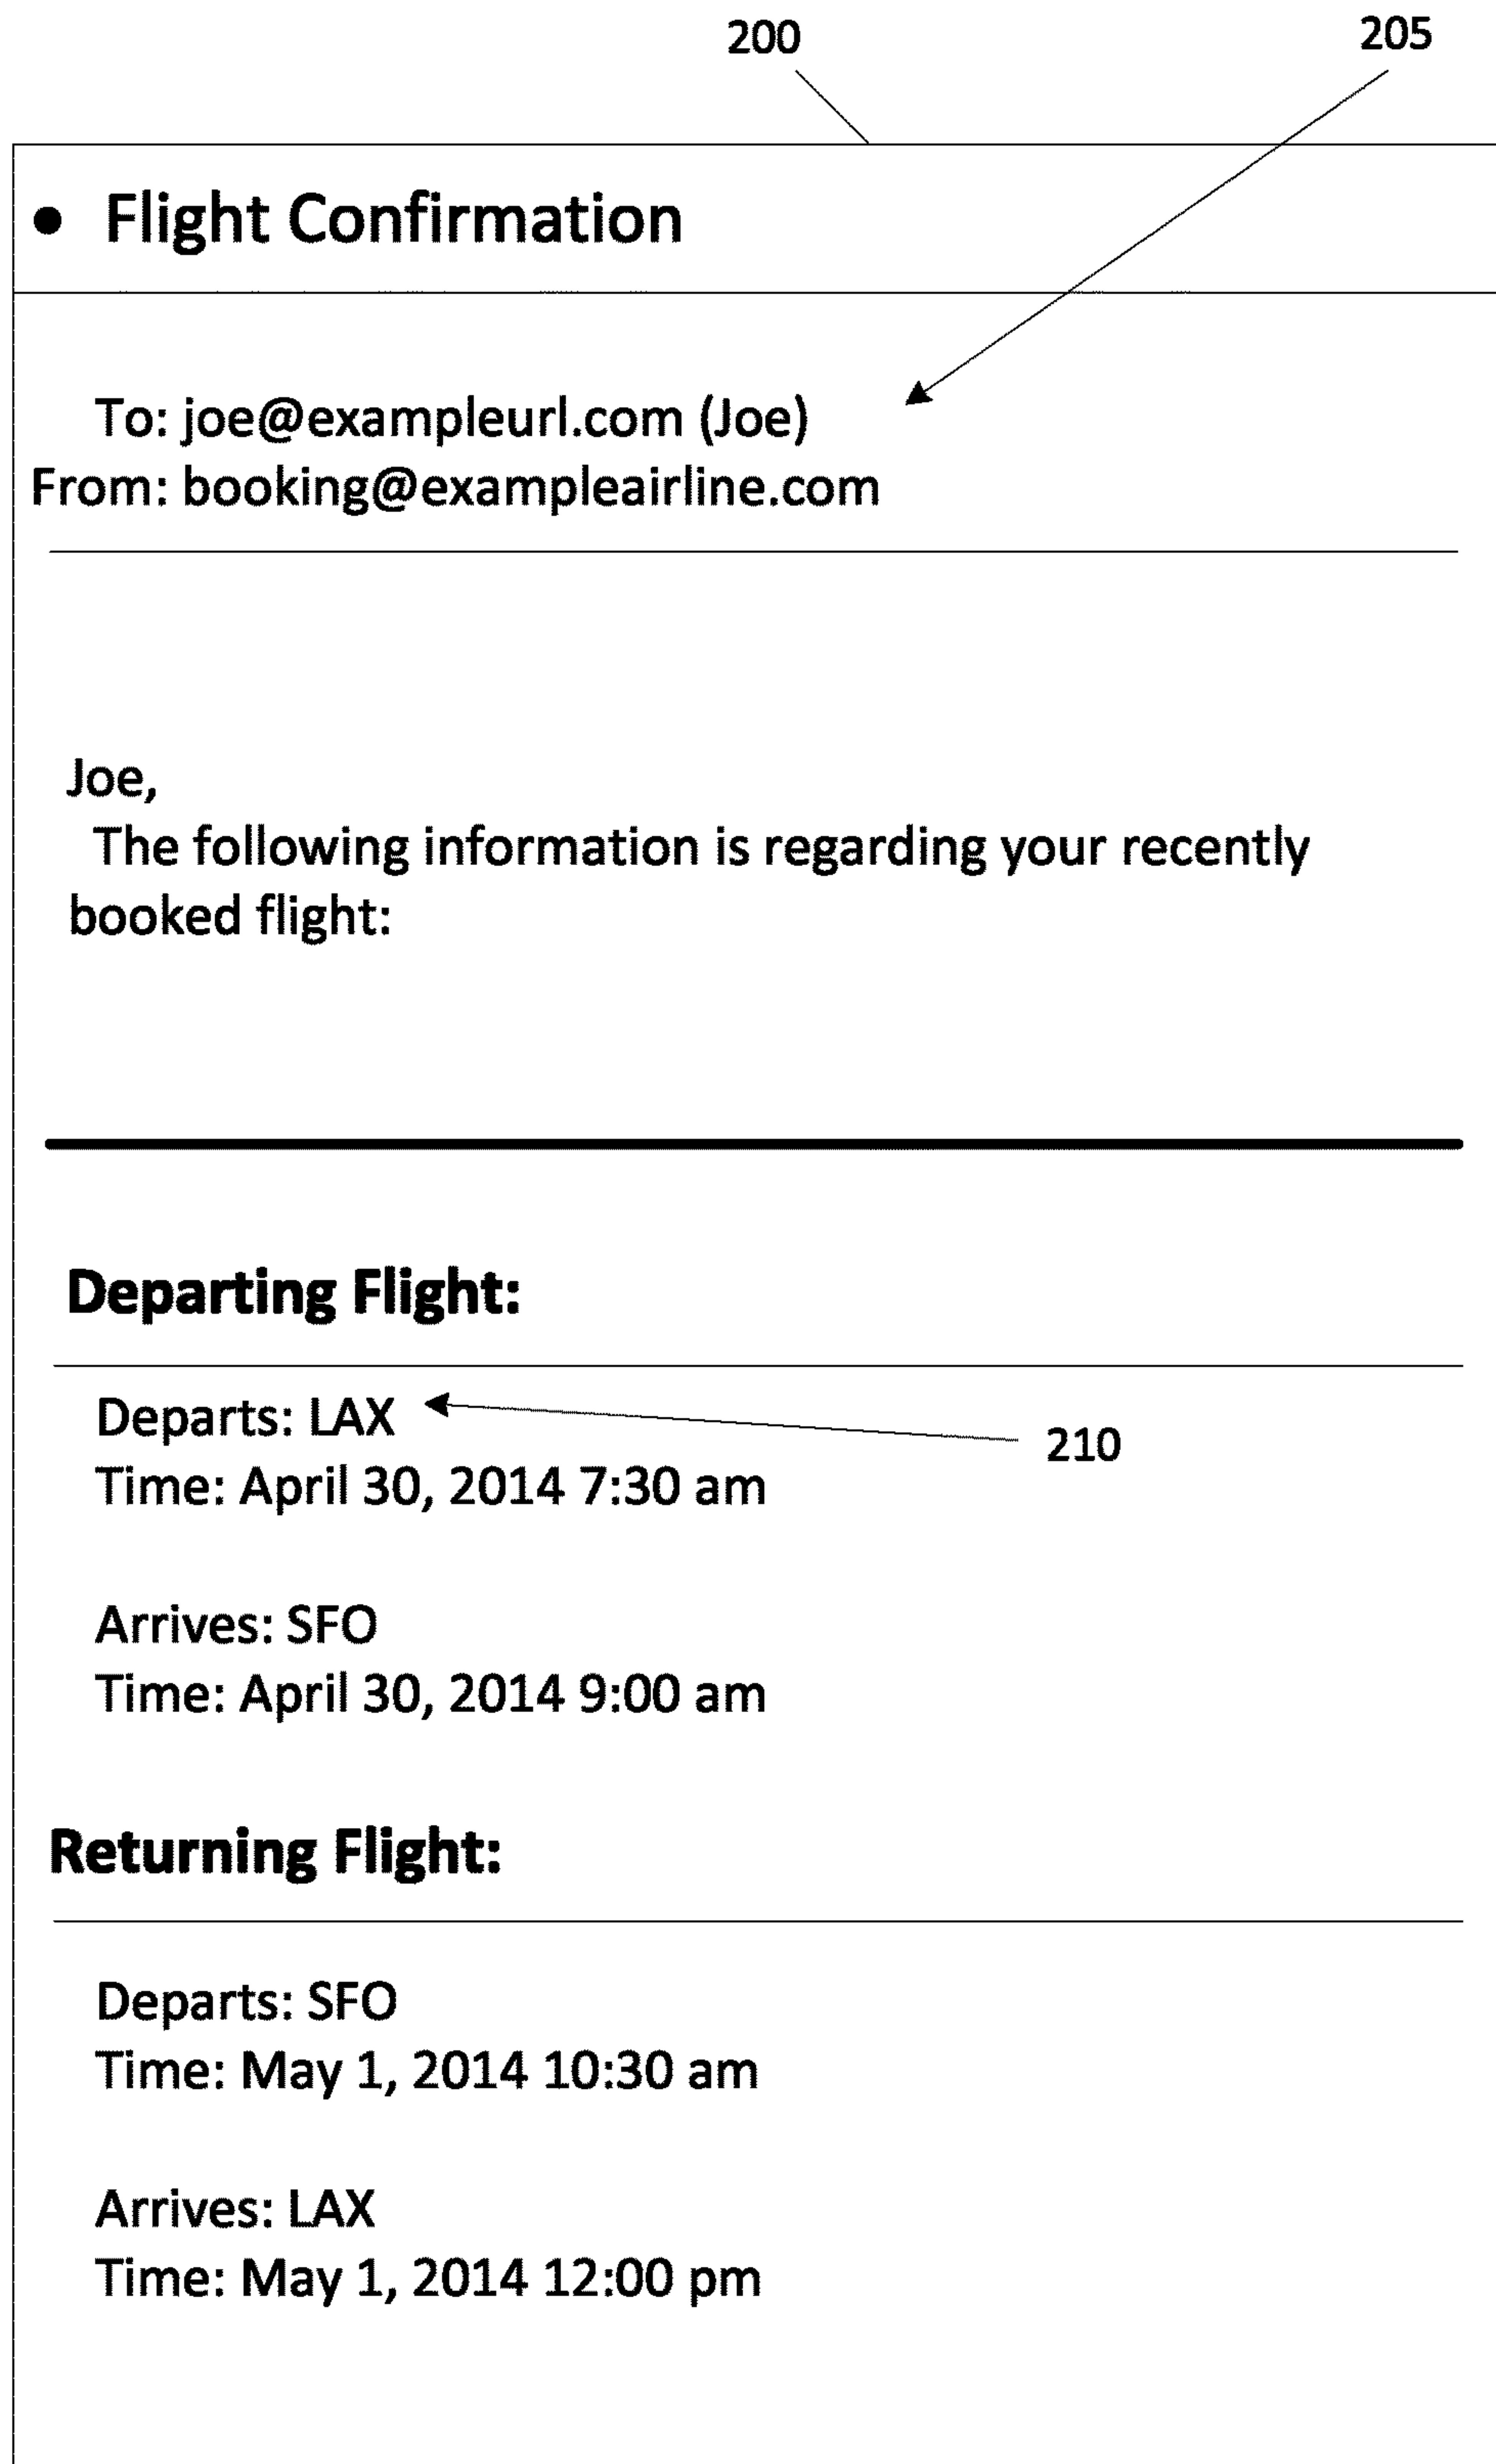 200
205
• Flight Confirmation
To: joe@exampleurl.com (Joe)
From: booking@exampleairline.com
Joe,
The following information is regarding your recently
booked flight:
Departing Flight:
Departs: LAX
210
Time: April 30, 2014 7:30 am
Arrives: SFO
Time: April 30, 2014 9:00 am
Returning Flight:
Departs: SFO
Time: May 1, 2014 10:30 am
Arrives: LAX
Time: May 1, 2014 12:00 pm